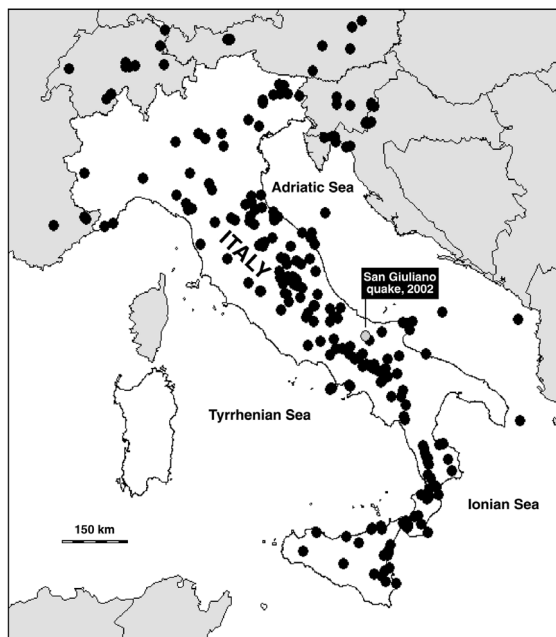 Adriatic Sea
ITALY
San Giuliano
quake, 2002
Tyrrhenian Sea
Ionian Sea
150 km